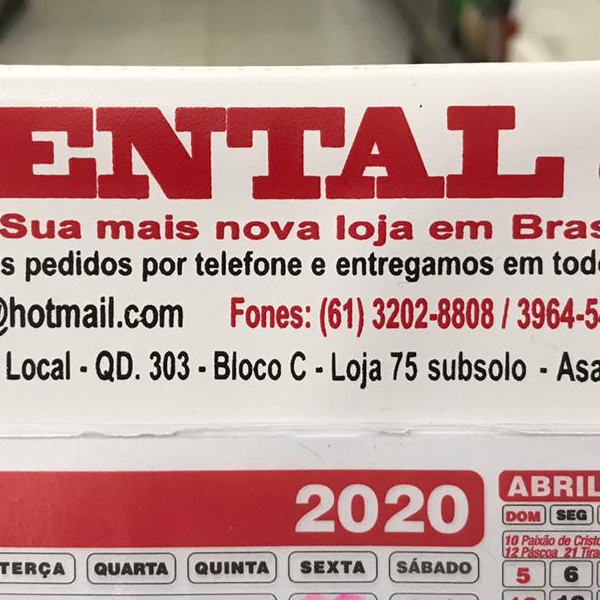 ENTAL
Sua mais nova loja em Bras
s pedidos por telefone e entregamos em tod
@hotmail.com Fones: (61) 3202-8808 / 3964-5
Local - QD. 303 - Bloco C - Loja 75 subsolo - Asa
2020
ABRIL
DOM SEG
10 Paixão de Cristo
12 Páscoa 21 Tira
TERÇA QUARTA QUINTA SEXTA SÁBADO
5 6